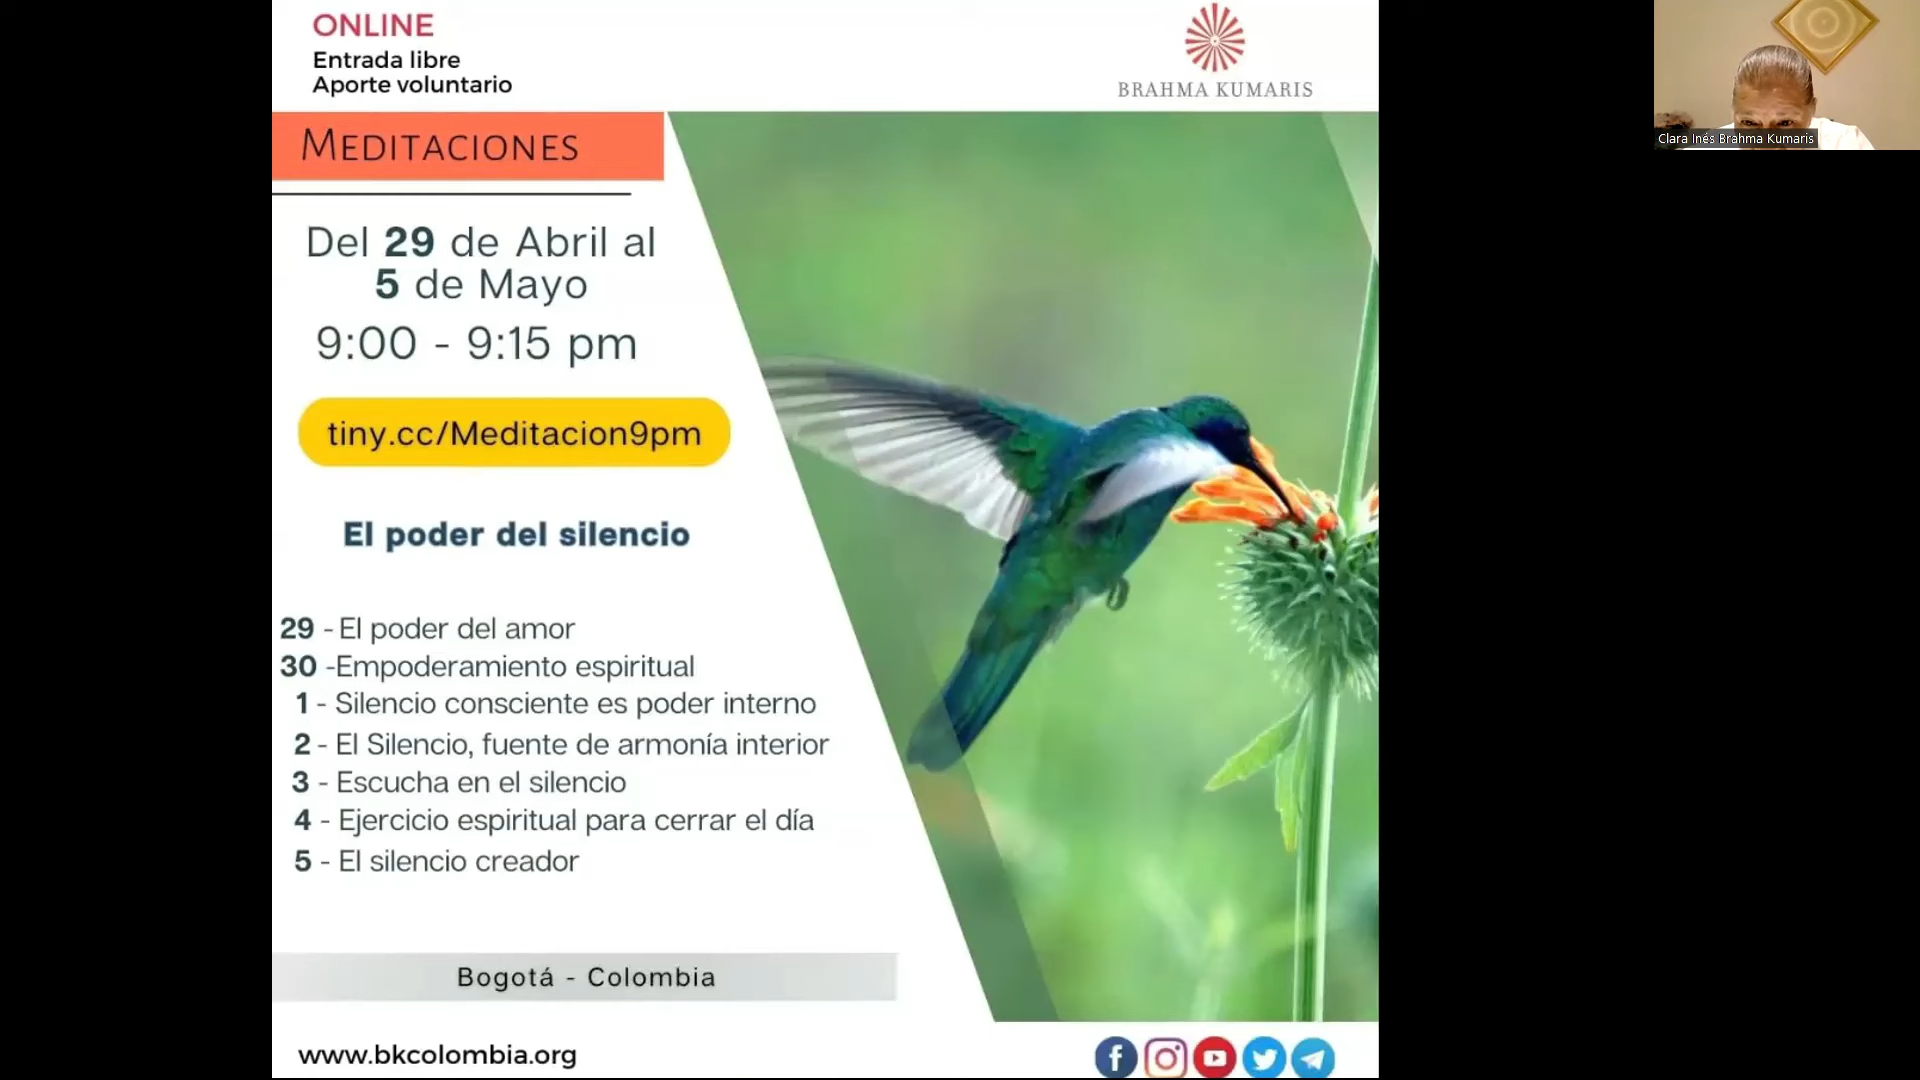 ONLINE
Entrada libre
Aporte voluntario
BRAHMA KUMARIS
MEDITACIONES
Del 29 de Abril al
5 de Mayo
9:00 - 9:15 pm
tiny.cc/Meditacion9pm
El poder del silencio
29 - El poder del amor
30 -Empoderamiento espiritual
1 - Silencio consciente es poder interno
2 - El Silencio, fuente de armonía interior
3 - Escucha en el silencio
4 - Ejercicio espiritual para cerrar el día
5 - El silencio creador
Bogotá - Colombia
www.bkcolombia.org
Clara Inés Brahma Kumaris